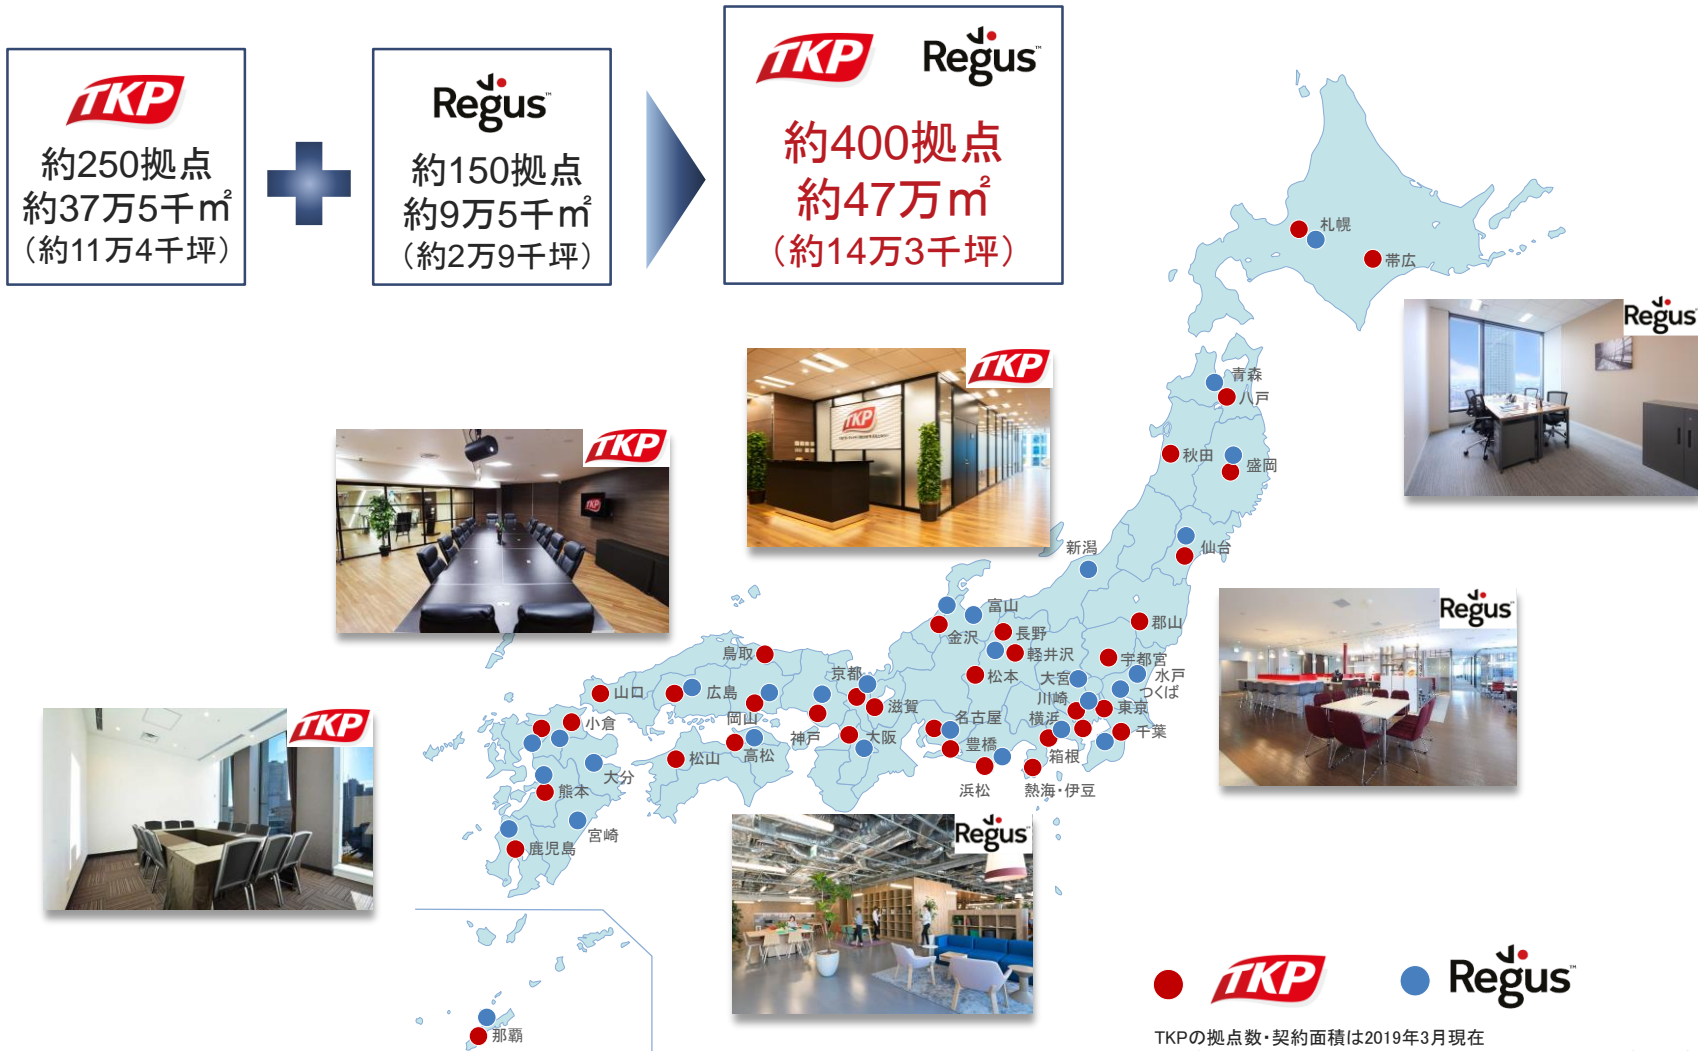 TKP
約250拠点
約37万5千㎡
（約11万4千坪）
Regus™
約150拠点
約9万5千㎡
（約2万9千坪）
TKP Regus™
約400拠点
約47万㎡
（約14万3千坪）
札幌
帯広
Regus
TKP
TKP
青森
八戸
TKP
TKP
秋田
盛岡
新潟
仙台
富山
金沢
長野
郡山
Regus
鳥取
軽井沢
宇都宮
京都
松本
大宮
水戸
山口
広島
川崎
つくば
滋賀
東京
TKP
小倉
岡山
名古屋
横浜
千葉
神戸
大阪
豊橋
松山
高松
箱根
大分
熊本
浜松
熱海・伊豆
宮崎
Regus
鹿児島
那覇
TKP
Regus™
TKPの拠点数・契約面積は2019年3月現在